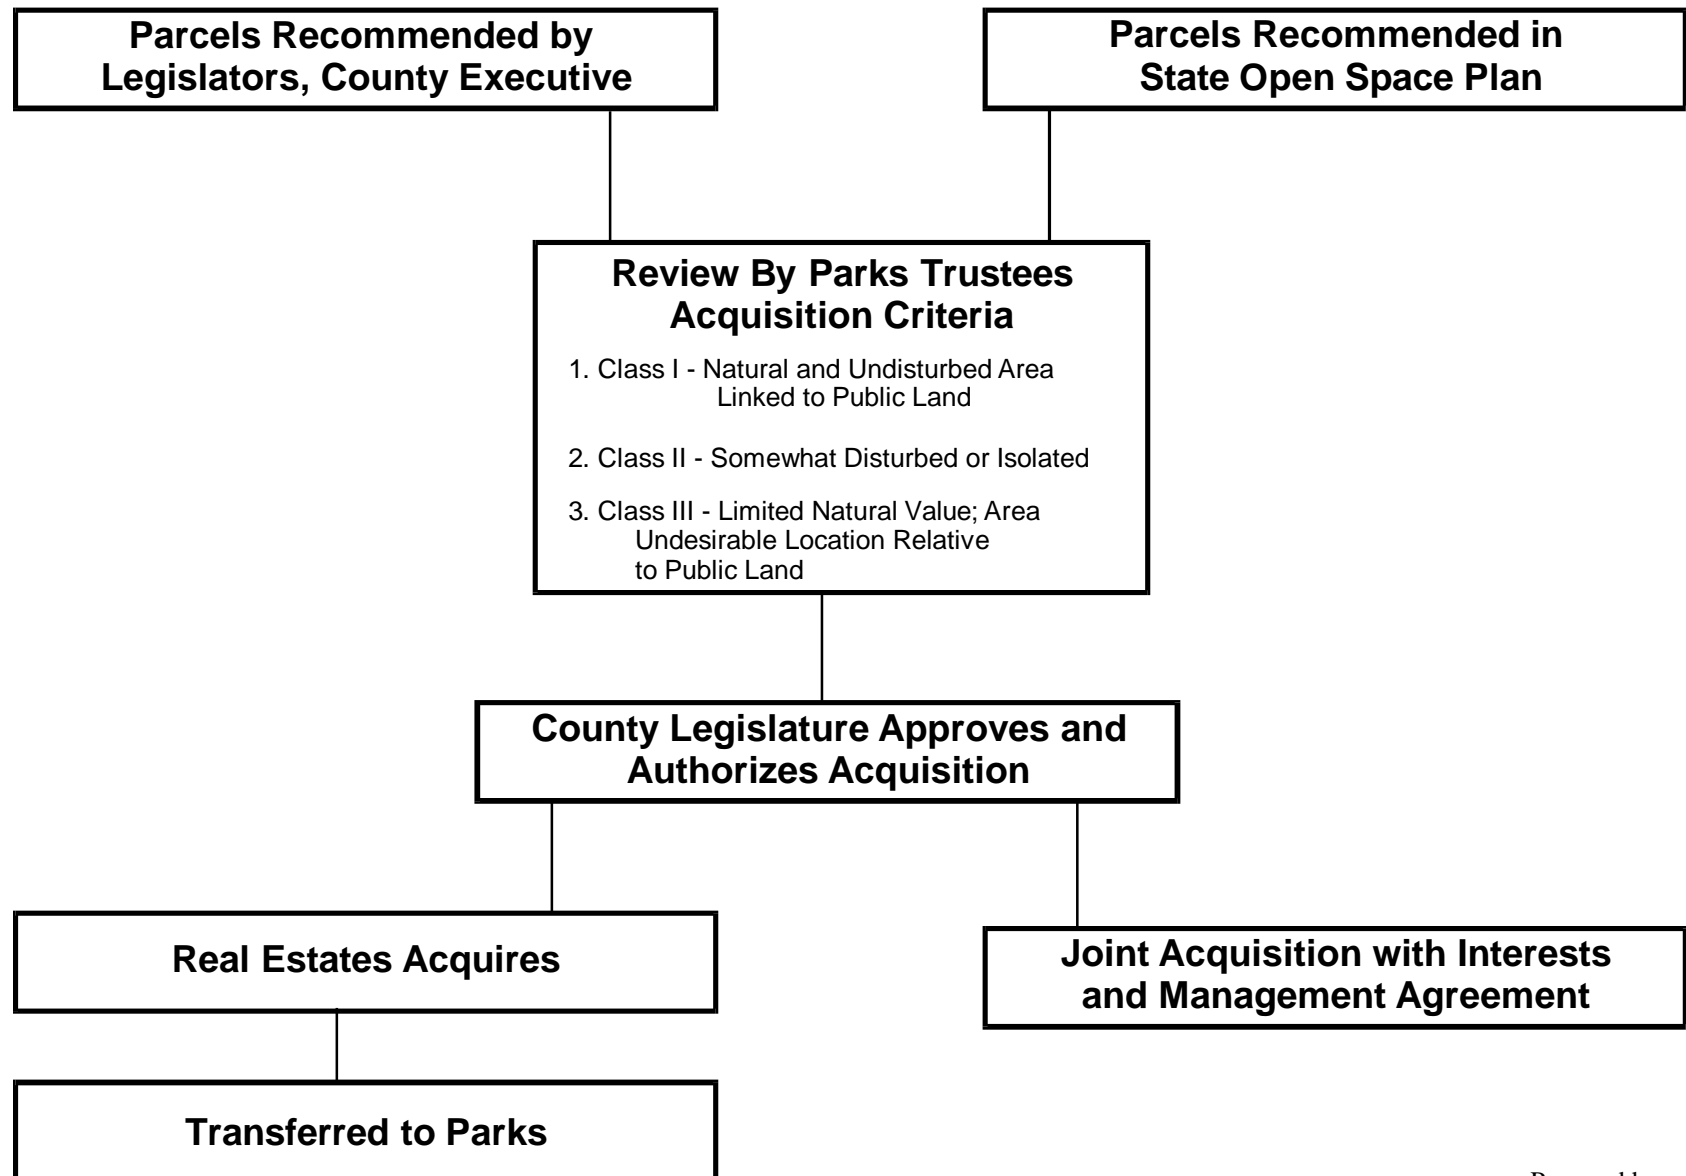 Parcels Recommended by
Legislators, County Executive
Parcels Recommended in
State Open Space Plan
Review By Parks Trustees
Acquisition Criteria
1. Class I - Natural and Undisturbed Area
Linked to Public Land
2. Class II - Somewhat Disturbed or Isolated
3. Class III - Limited Natural Value; Area
Undesirable Location Relative
to Public Land
County Legislature Approves and
Authorizes Acquisition
Real Estates Acquires
Joint Acquisition with Interests
and Management Agreement
Transferred to Parks